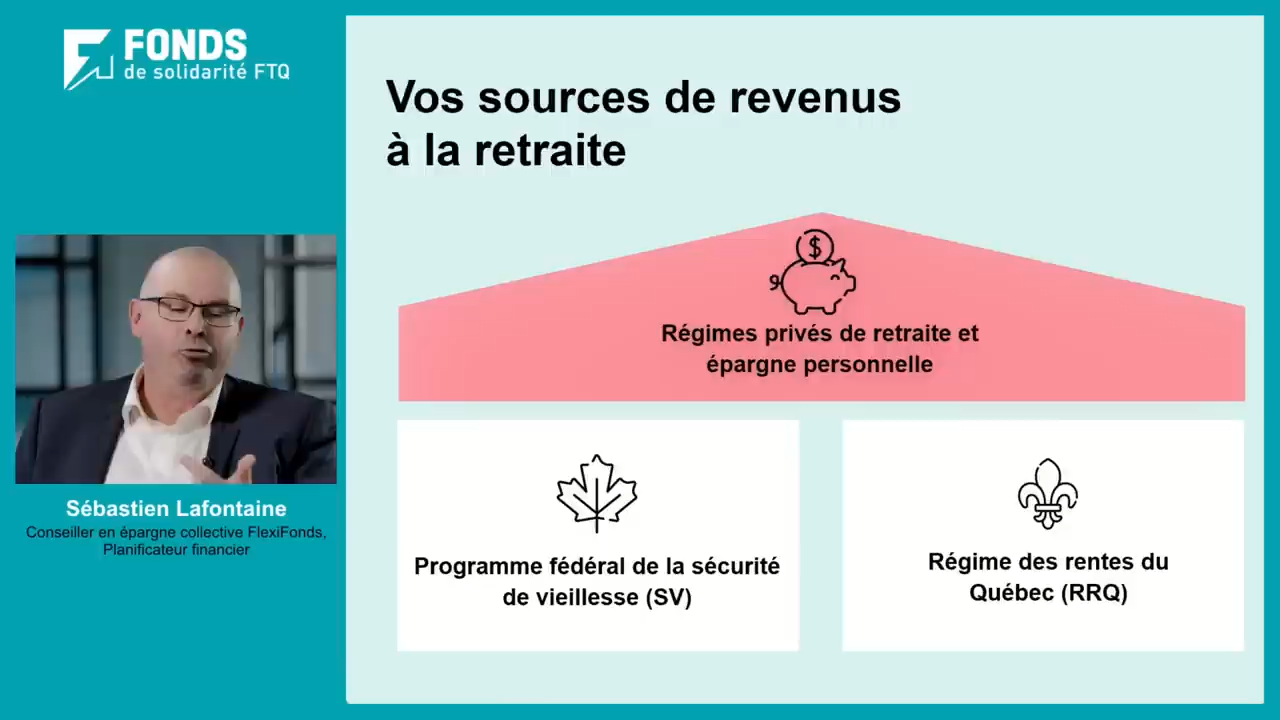 FONDS
de solidarité FTQ
Vos sources de revenus
à la retraite
$
Régimes privés de retraite et
épargne personnelle
Sébastien Lafontaine
Conseiller en épargne collective FlexiFonds,
Planificateur financier
Programme fédéral de la sécurité
de vieillesse (SV)
Régime des rentes du
Québec (RRQ)